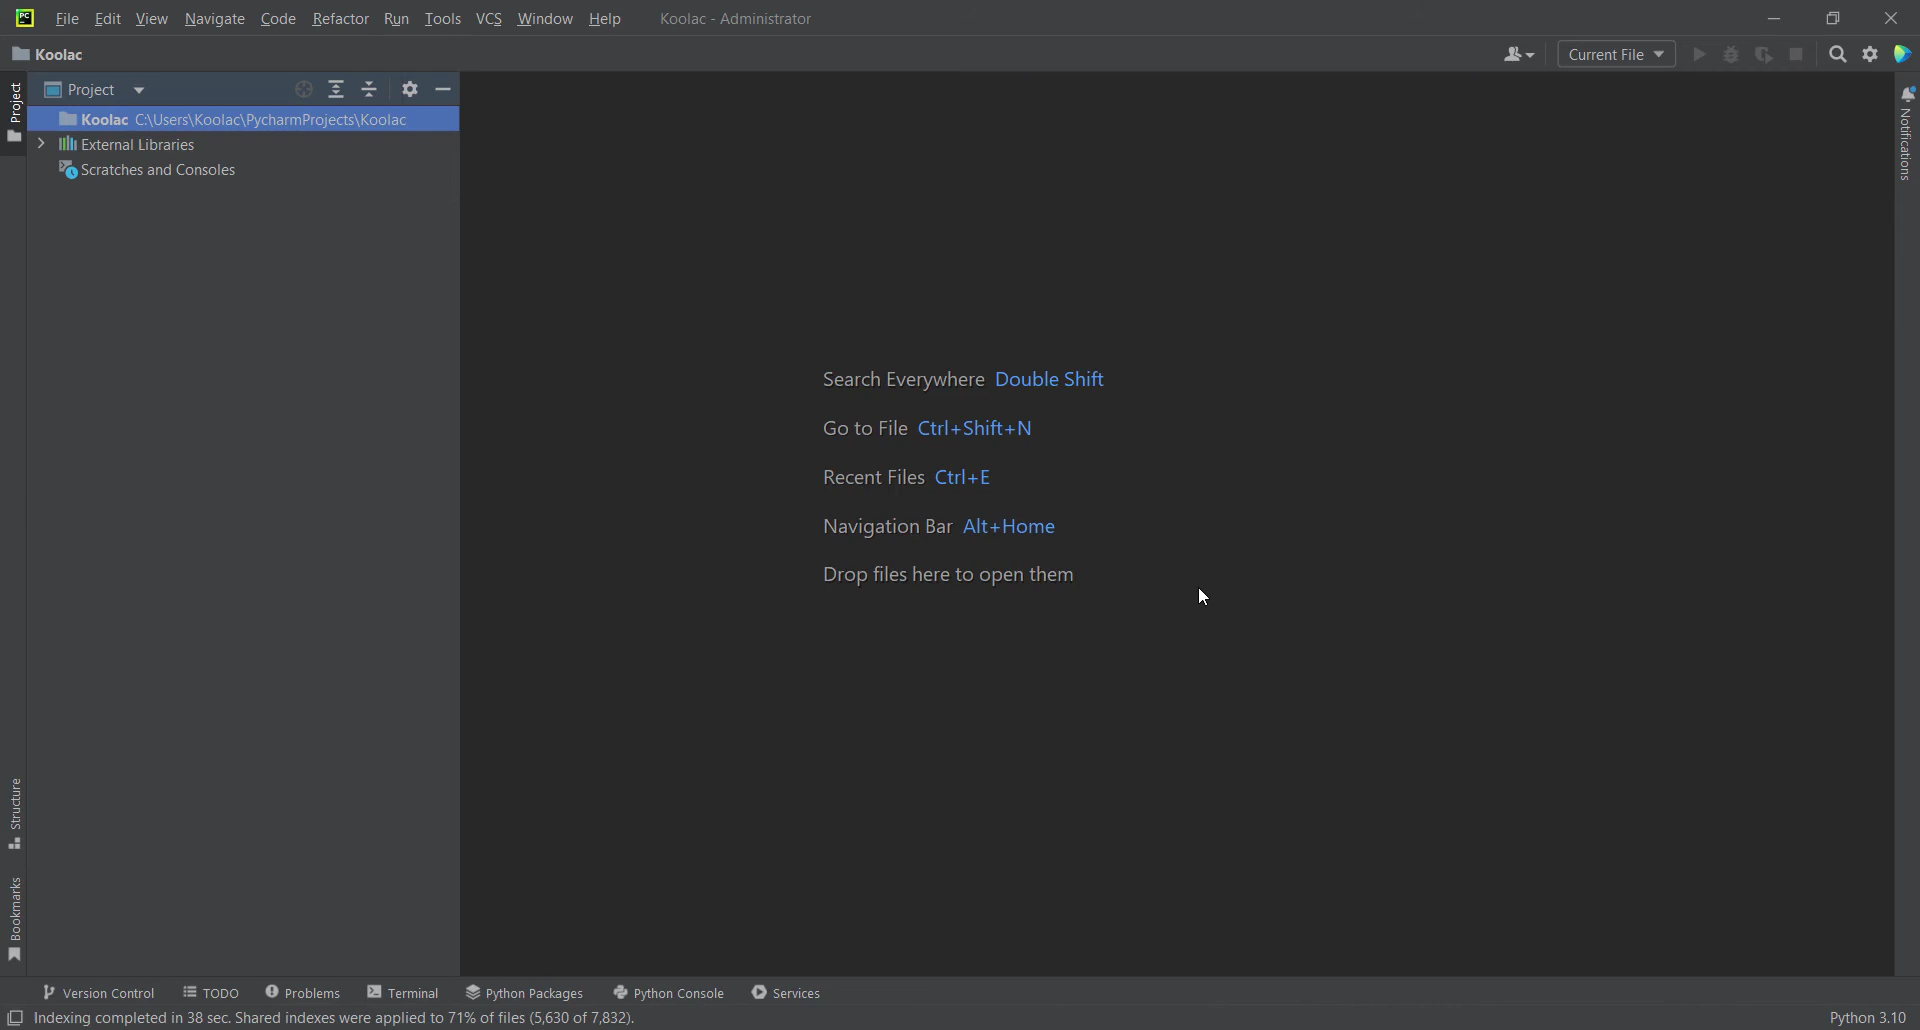 PC
File Edit View Navigate Code Refactor Run Tools VCS Window Help Koolac - Administrator
Koolac
Current File
Project
Project
Koolac C:\Users\Koolac\PycharmProjects\Koolac
External Libraries
Scratches and Consoles
Notifications
Search Everywhere Double Shift
Go to File Ctrl+Shift+N
Recent Files Ctrl+E
Navigation Bar Alt+Home
Drop files here to open them
Structure
Bookmarks
Version Control TODO Problems Terminal Python Packages Python Console Services
Indexing completed in 38 sec. Shared indexes were applied to 71% of files (5,630 of 7,832). Python 3.10